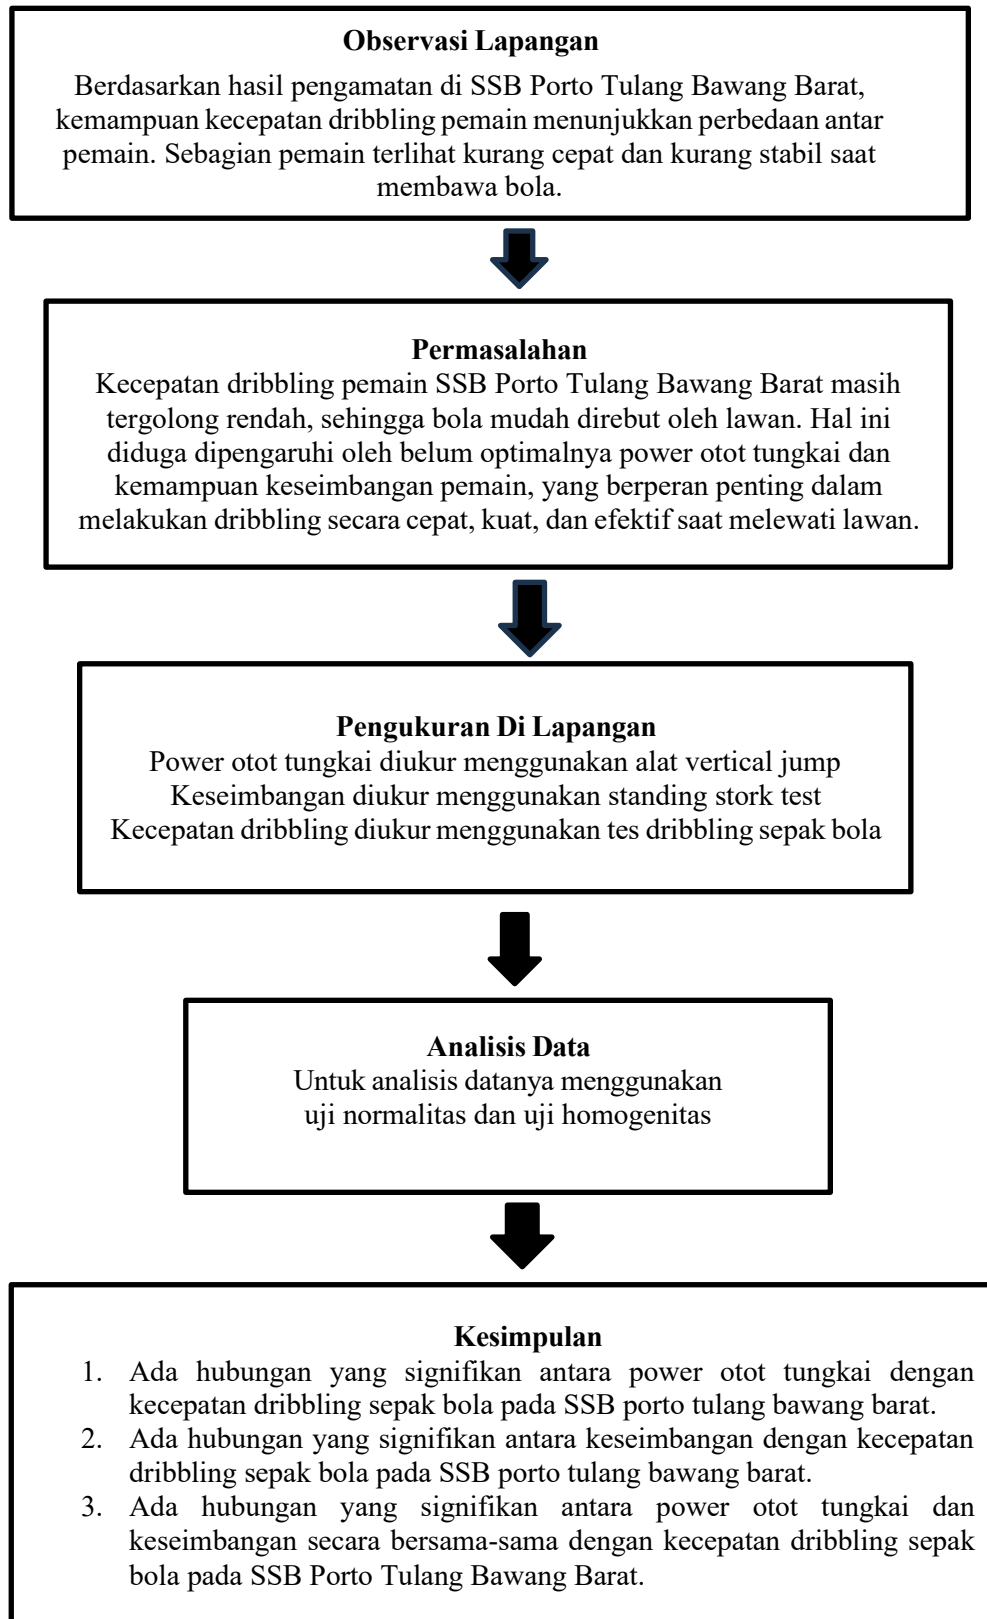 Observasi Lapangan
Berdasarkan hasil pengamatan di SSB Porto Tulang Bawang Barat,
kemampuan kecepatan dribbling pemain menunjukkan perbedaan antar
pemain. Sebagian pemain terlihat kurang cepat dan kurang stabil saat
membawa bola.
Permasalahan
Kecepatan dribbling pemain SSB Porto Tulang Bawang Barat masih
tergolong rendah, sehingga bola mudah direbut oleh lawan. Hal ini
diduga dipengaruhi oleh belum optimalnya power otot tungkai dan
kemampuan keseimbangan pemain, yang berperan penting dalam
melakukan dribbling secara cepat, kuat, dan efektif saat melewati lawan.
Pengukuran Di Lapangan
Power otot tungkai diukur menggunakan alat vertical jump
Keseimbangan diukur menggunakan standing stork test
Kecepatan dribbling diukur menggunakan tes dribbling sepak bola
Analisis Data
Untuk analisis datanya menggunakan
uji normalitas dan uji homogenitas
Kesimpulan
1. Ada hubungan yang signifikan antara power otot tungkai dengan
kecepatan dribbling sepak bola pada SSB porto tulang bawang barat.
2. Ada hubungan yang signifikan antara keseimbangan dengan kecepatan
dribbling sepak bola pada SSB porto tulang bawang barat.
3. Ada hubungan yang signifikan antara power otot tungkai dan
keseimbangan secara bersama-sama dengan kecepatan dribbling sepak
bola pada SSB Porto Tulang Bawang Barat.